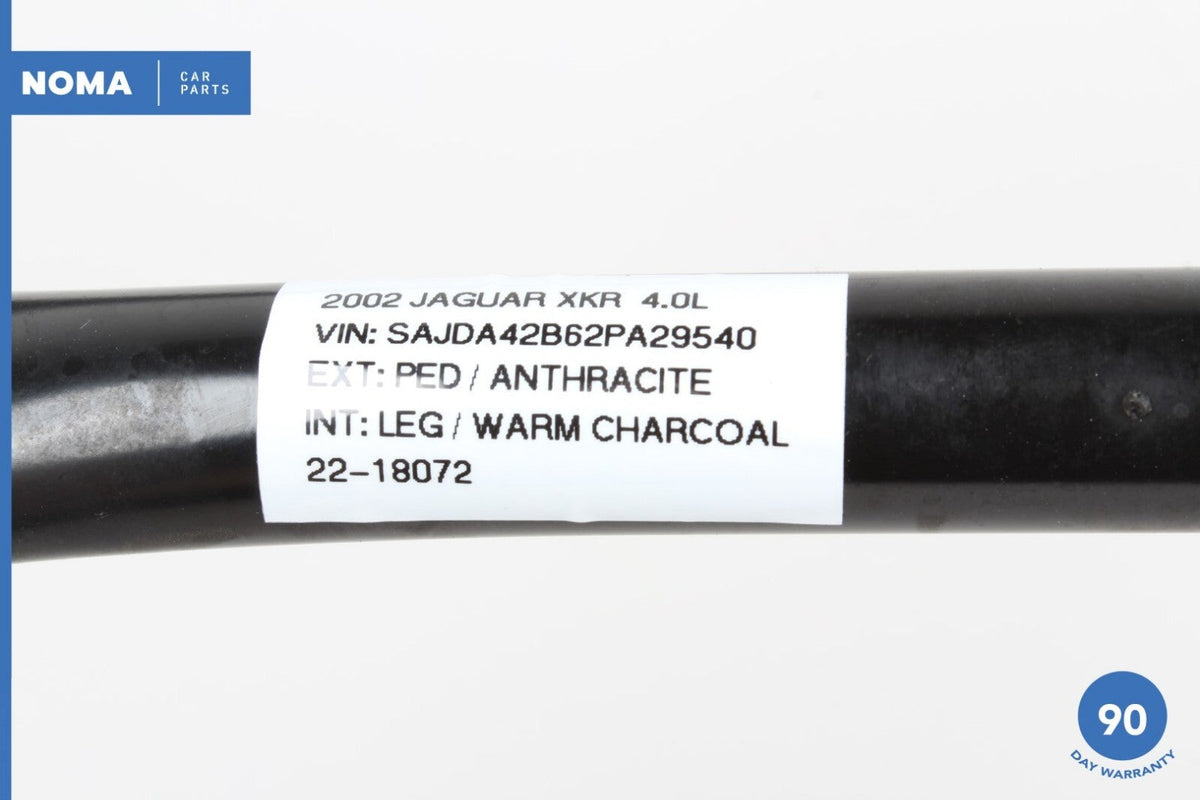 NOMA
CAR
PARTS
2002 JAGUAR XKR 4.0L
VIN: SAJDA42B62PA29540
EXT: PED / ANTHRACITE
INT: LEG / WARM CHARCOAL
22-18072
90
DAY WARRANTY